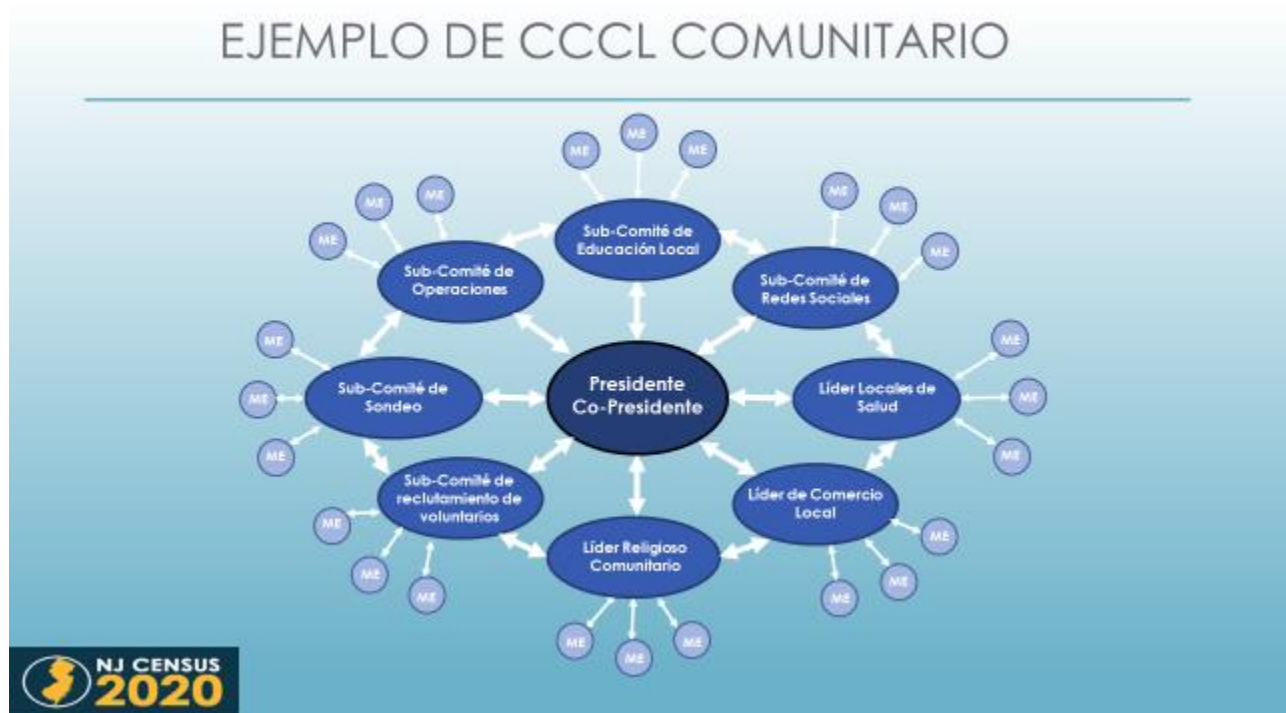 EJEMPLO DE CCCL COMUNITARIO
ME
ME
ME
Sub-Comité de
Educación Local
ME
ME
ME
Sub-Comité de
Redes Sociales
ME
ME
ME
Líder Locales de
Salud
ME
ME
ME
Líder de Comercio
Local
ME
ME
ME
Líder Religioso
Comunitario
ME
ME
ME
Sub-Comité de
reclutamiento de
voluntarios
ME
ME
ME
Sub-Comité de
Sondeo
ME
ME
ME
Sub-Comité de
Operaciones
ME
ME
ME
Presidente
Co-Presidente
NJ CENSUS
2020